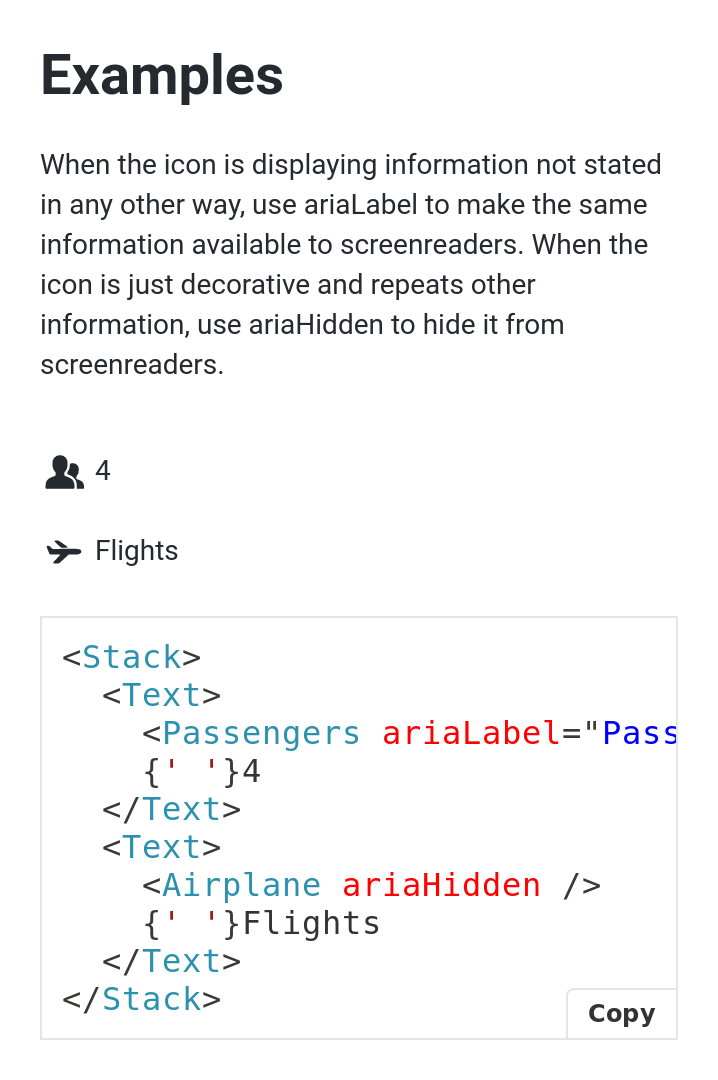 Examples
When the icon is displaying information not stated
in any other way, use ariaLabel to make the same
information available to screenreaders. When the
icon is just decorative and repeats other
information, use ariaHidden to hide it from
screenreaders.
4
Flights
<Stack>
  <Text>
    <Passengers ariaLabel="Pass
    {' '}4
  </Text>
  <Text>
    <Airplane ariaHidden />
    {' '}Flights
  </Text>
</Stack>
Copy